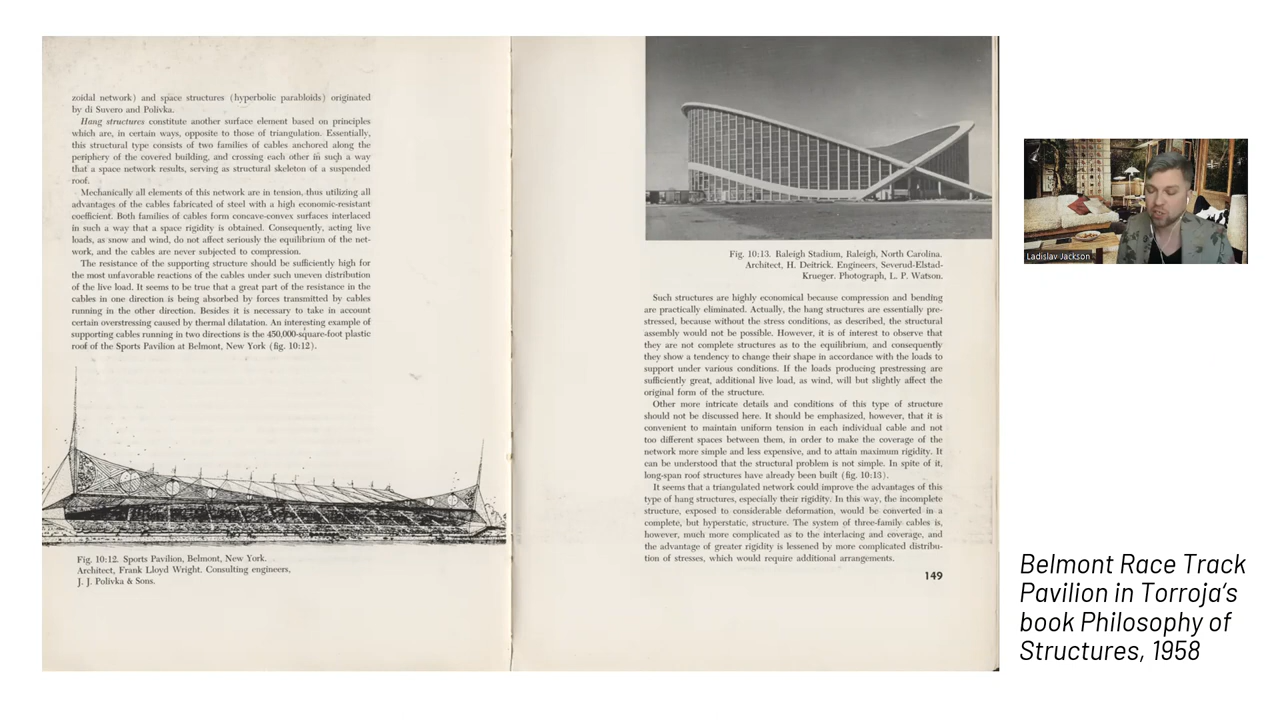 zoidal network) and space structures (hyperbolic parabloids) originated
by di Suvero and Polivka.
Hang structures constitute another surface element based on principles
which are, in certain ways, opposite to those of triangulation. Essentially,
this structural type consists of two families of cables anchored along the
periphery of the covered building, and crossing each other in such a way
that a space network results, serving as structural skeleton of a suspended
roof.
Mechanically all elements of this network are in tension, thus utilizing all
advantages of the cables fabricated of steel with a high economic-resistant
coefficient. Both families of cables form concave-convex surfaces interlaced
in such a way that a space rigidity is obtained. Consequently, acting live
loads, as snow and wind, do not affect seriously the equilibrium of the net-
work, and the cables are never subjected to compression.
The resistance of the supporting structure should be sufficiently high for
the most unfavorable reactions of the cables under such uneven distribution
of the live load. It seems to be true that a great part of the resistance in the
cables in one direction is being absorbed by forces transmitted by cables
running in the other direction. Besides it is necessary to take in account
certain overstressing caused by thermal dilatation. An interesting example of
supporting cables running in two directions is the 450,000-square-foot plastic
roof of the Sports Pavilion at Belmont, New York (fig. 10:12).
Fig. 10:12. Sports Pavilion, Belmont, New York.
Architect, Frank Lloyd Wright. Consulting engineers,
J. J. Polivka & Sons.
Fig. 10:13. Raleigh Stadium, Raleigh, North Carolina.
Architect, H. Deitrick. Engineers, Severud-Elstad-
Krueger. Photograph, L. P. Watson.
Such structures are highly economical because compression and bending
are practically eliminated. Actually, the hang structures are essentially pre-
stressed, because without the stress conditions, as described, the structural
assembly would not be possible. However, it is of interest to observe that
they are not complete structures as to the equilibrium, and consequently
they show a tendency to change their shape in accordance with the loads to
support under various conditions. If the loads producing prestressing are
sufficiently great, additional live load, as wind, will but slightly affect the
original form of the structure.
Other more intricate details and conditions of this type of structure
should not be discussed here. It should be emphasized, however, that it is
convenient to maintain uniform tension in each individual cable and not
too different spaces between them, in order to make the coverage of the
network more simple and less expensive, and to attain maximum rigidity. It
can be understood that the structural problem is not simple. In spite of it,
long-span roof structures have already been built (fig. 10:13).
It seems that a triangulated network could improve the advantages of this
type of hang structures, especially their rigidity. In this way, the incomplete
structure, exposed to considerable deformation, would be converted in a
complete, but hyperstatic, structure. The system of three-family cables is,
however, much more complicated as to the interlacing and coverage, and
the advantage of greater rigidity is lessened by more complicated distribu-
tion of stresses, which would require additional arrangements.
149
Ladislav Jackson
Belmont Race Track
Pavilion in Torroja's
book Philosophy of
Structures, 1958